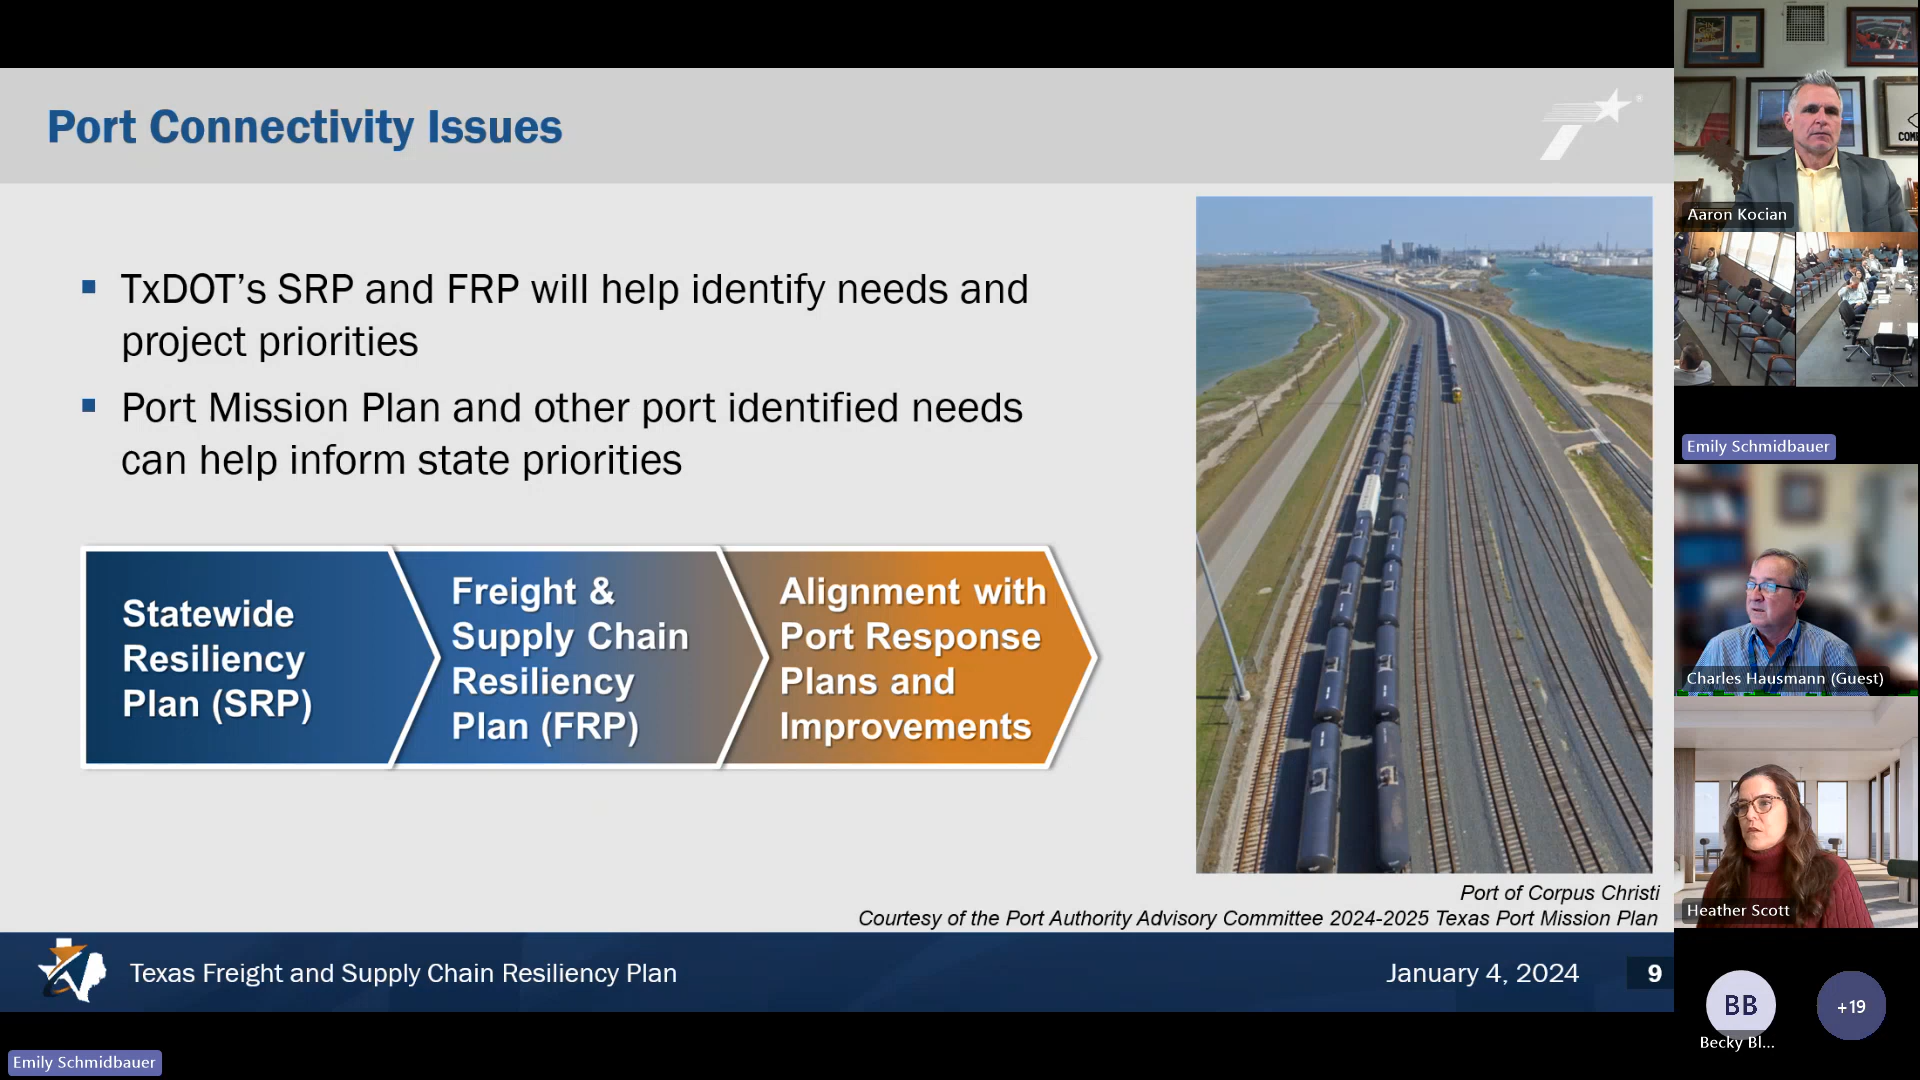 Port Connectivity Issues
TxDOT’s SRP and FRP will help identify needs and
project priorities
Port Mission Plan and other port identified needs
can help inform state priorities
Statewide
Resiliency
Plan (SRP)
Freight &
Supply Chain
Resiliency
Plan (FRP)
Alignment with
Port Response
Plans and
Improvements
Port of Corpus Christi
Courtesy of the Port Authority Advisory Committee 2024-2025 Texas Port Mission Plan
Texas Freight and Supply Chain Resiliency Plan
January 4, 2024
9
Emily Schmidbauer
Aaron Kocian
Emily Schmidbauer
Charles Hausmann (Guest)
Heather Scott
BB
Becky Bl...
+19